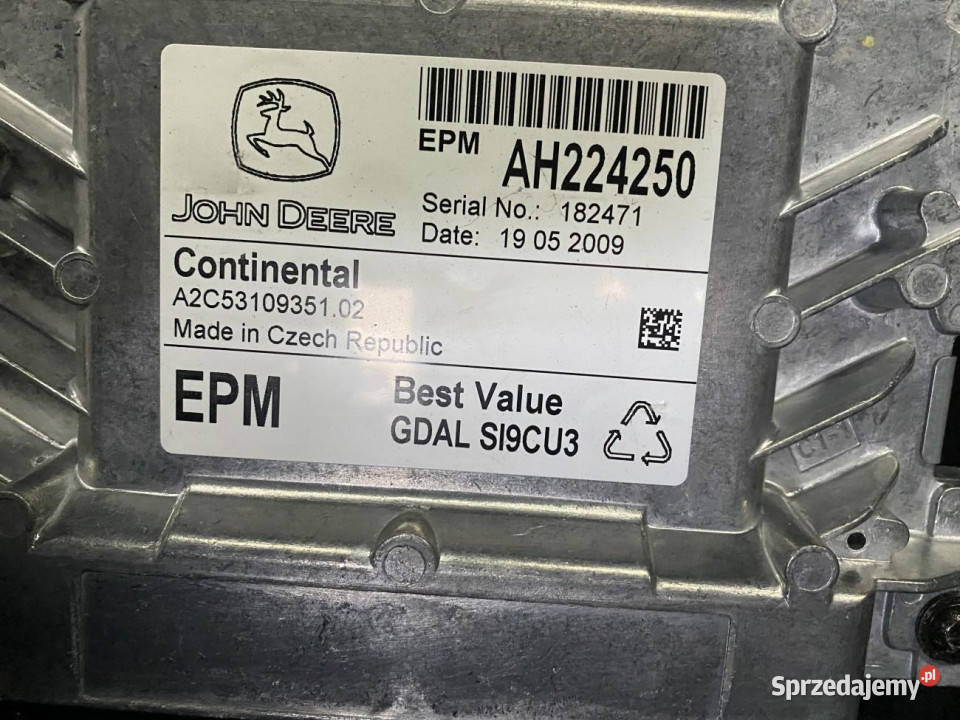 EPM AH224250
JOHN DEERE
Serial No.: 182471
Date: 19 05 2009
Continental
A2C53109351.02
Made in Czech Republic
EPM
Best Value
GDAL SI9CU3
Sprzedajemy.pl